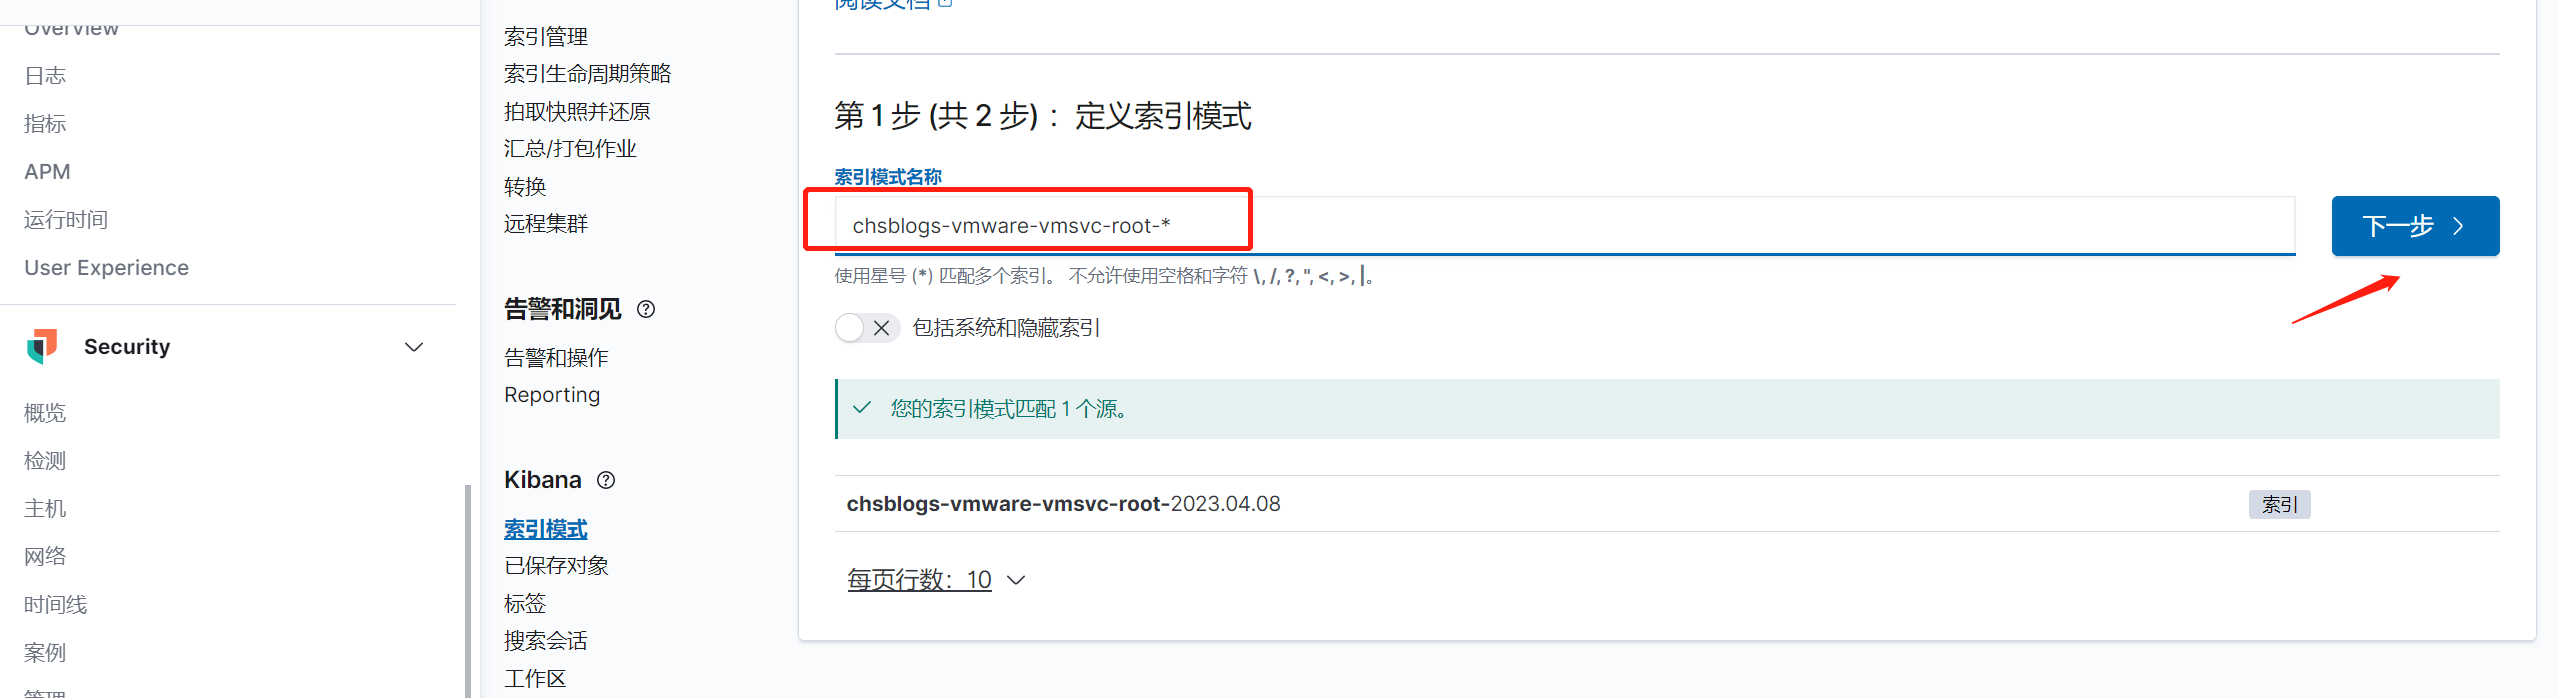 Overview
日志
指标
APM
运行时间
User Experience
Security
概览
检测
主机
网络
时间线
案例
管理
索引管理
索引生命周期策略
拍取快照并还原
汇总/打包作业
转换
远程集群
告警和洞见
告警和操作
Reporting
Kibana
索引模式
已保存对象
标签
搜索会话
工作区
阅读文档
第 1 步 (共 2 步) ：定义索引模式
索引模式名称
chsblogs-vmware-vmsvc-root-*
下一步
使用星号 (*) 匹配多个索引。 不允许使用空格和字符 \, /, ?, ", <, >, |。
包括系统和隐藏索引
您的索引模式匹配 1 个源。
chsblogs-vmware-vmsvc-root-2023.04.08 索引
每页行数：10